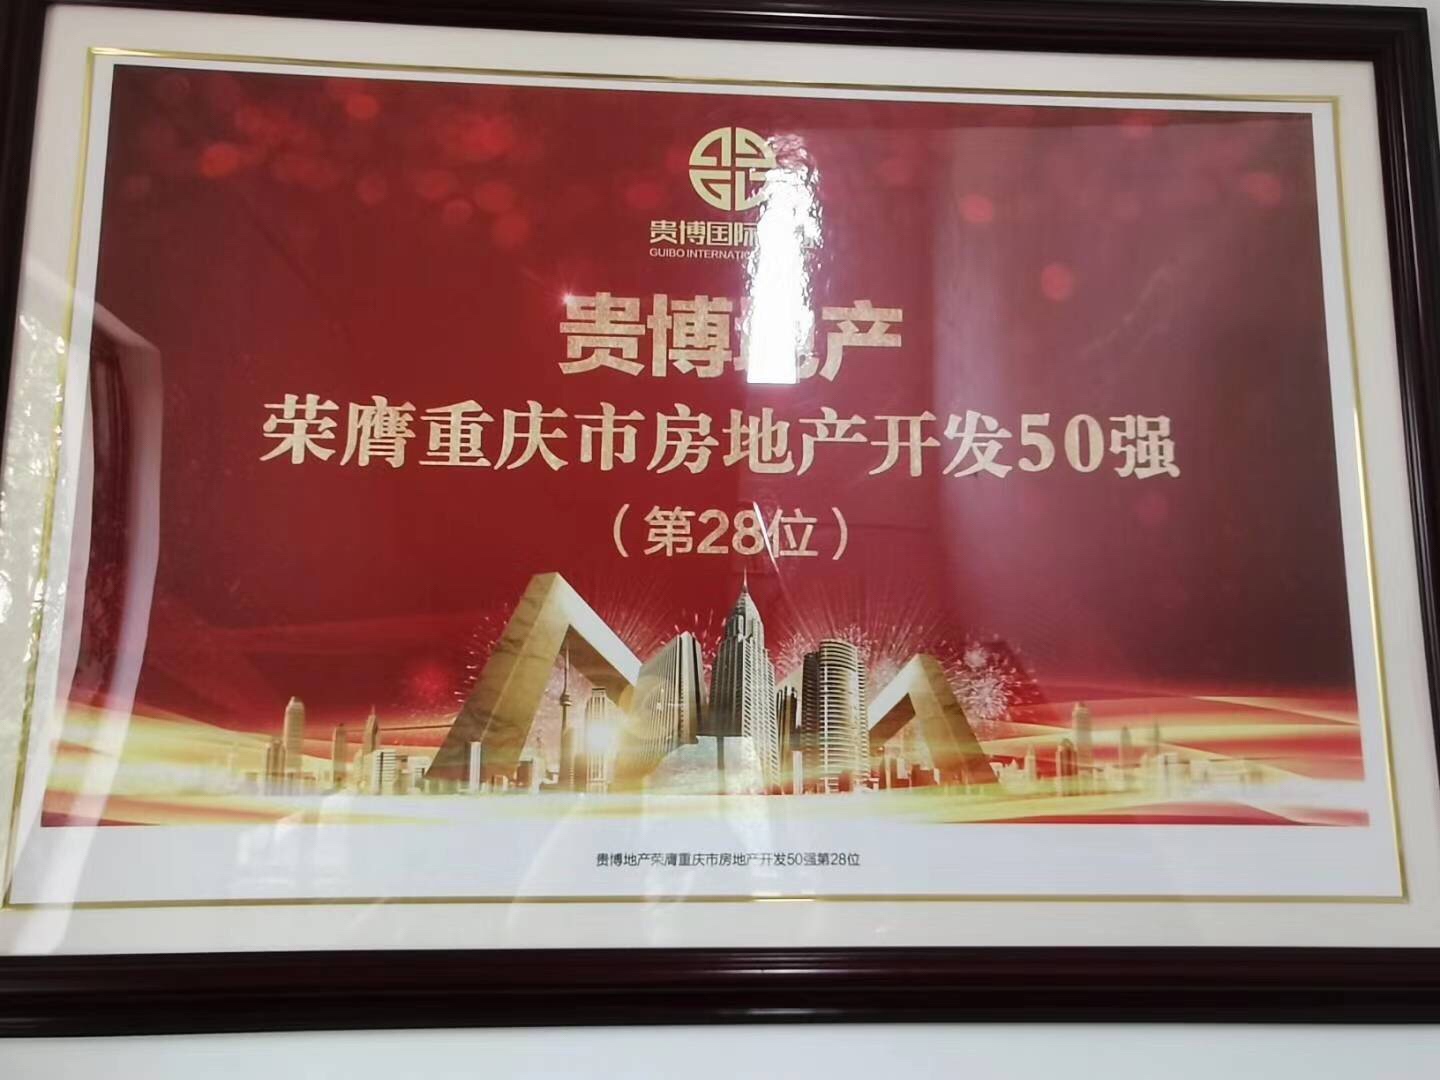 贵博国际
GUIBO INTERNATIO
贵博地产
荣膺重庆市房地产开发50强
（第28位）
贵博地产荣膺重庆市房地产开发50强第28位